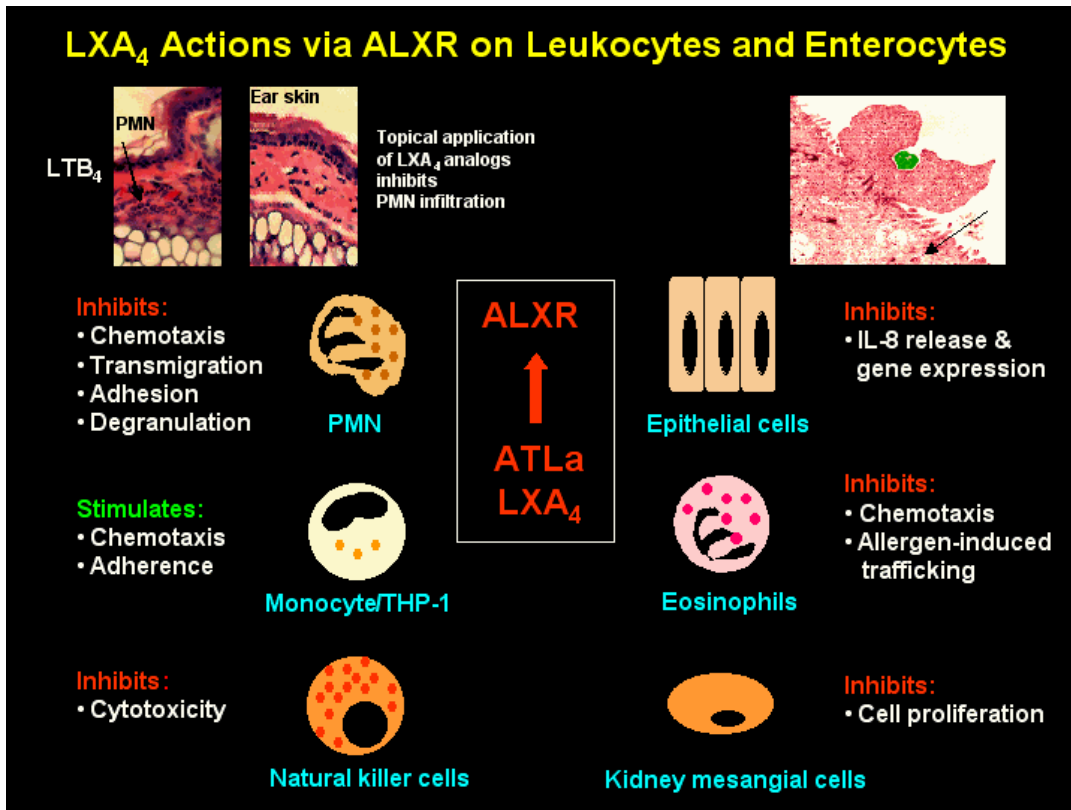 LXA₄ Actions via ALXR on Leukocytes and Enterocytes
PMN
Ear skin
LTB₄
Topical application
of LXA₄ analogs
inhibits
PMN infiltration
Inhibits:
• Chemotaxis
• Transmigration
• Adhesion
• Degranulation
PMN
ALXR
ATLa
LXA₄
Epithelial cells
Inhibits:
• IL-8 release &
gene expression
Stimulates:
• Chemotaxis
• Adherence
Monocyte/THP-1
Eosinophils
Inhibits:
• Chemotaxis
• Allergen-induced
trafficking
Inhibits:
• Cytotoxicity
Natural killer cells
Kidney mesangial cells
Inhibits:
• Cell proliferation